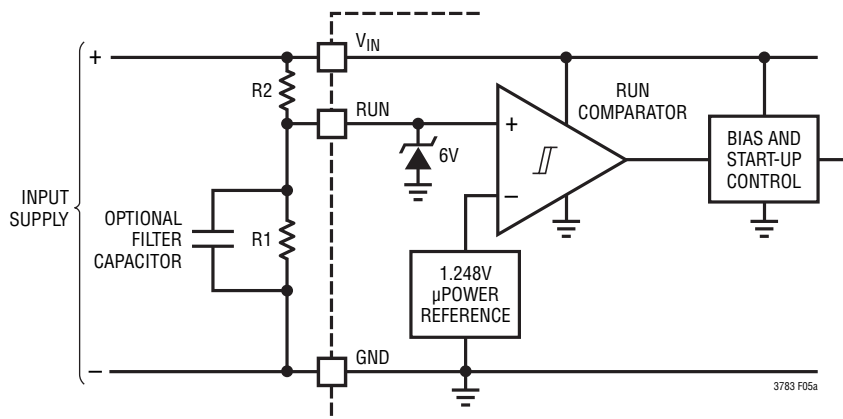 V_IN
+
R2
RUN
RUN
COMPARATOR
+
6V
BIAS AND
START-UP
CONTROL
INPUT
SUPPLY
OPTIONAL
FILTER
CAPACITOR
R1
–
1.248V
µPOWER
REFERENCE
GND
–
3783 F05a